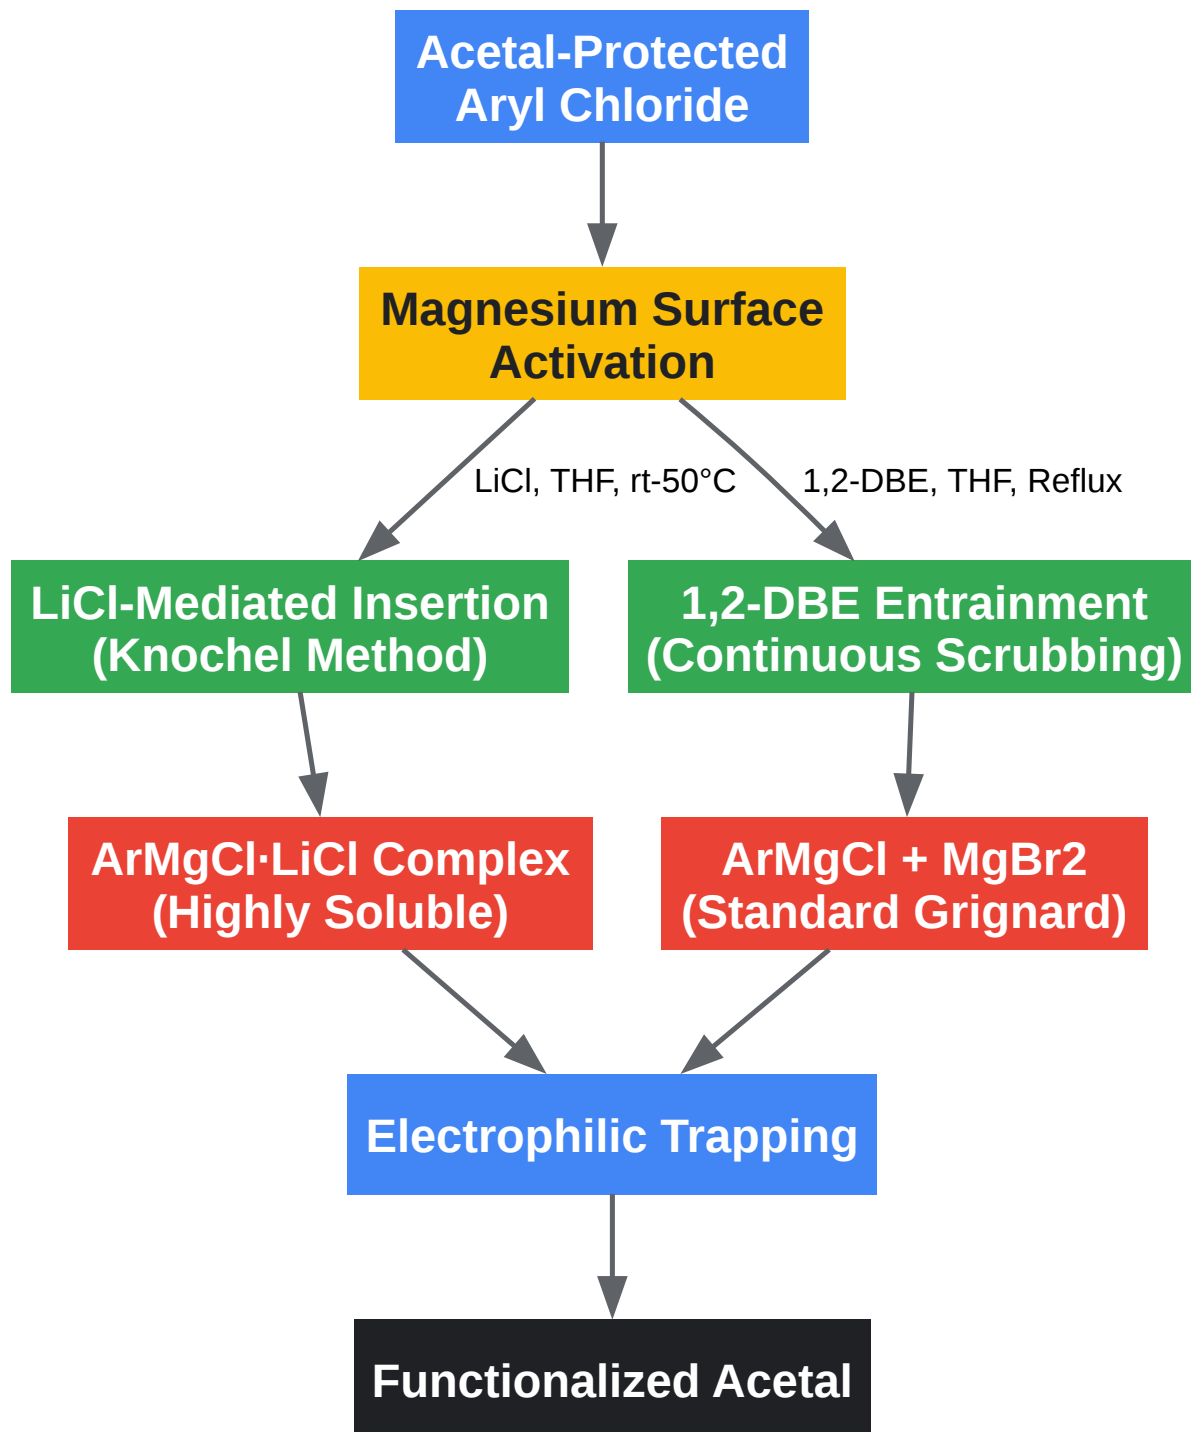 Acetal-Protected
Aryl Chloride
Magnesium Surface
Activation
LiCl, THF, rt-50°C
1,2-DBE, THF, Reflux
LiCl-Mediated Insertion
(Knochel Method)
1,2-DBE Entrainment
(Continuous Scrubbing)
ArMgCl·LiCl Complex
(Highly Soluble)
ArMgCl + MgBr2
(Standard Grignard)
Electrophilic Trapping
Functionalized Acetal